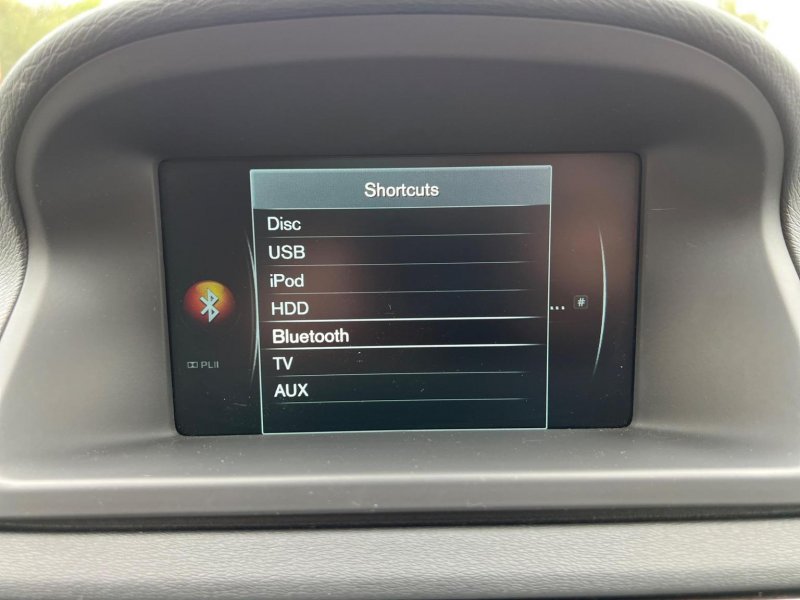 Shortcuts
Disc
USB
iPod
HDD
... #
Bluetooth
TV
PLII
AUX